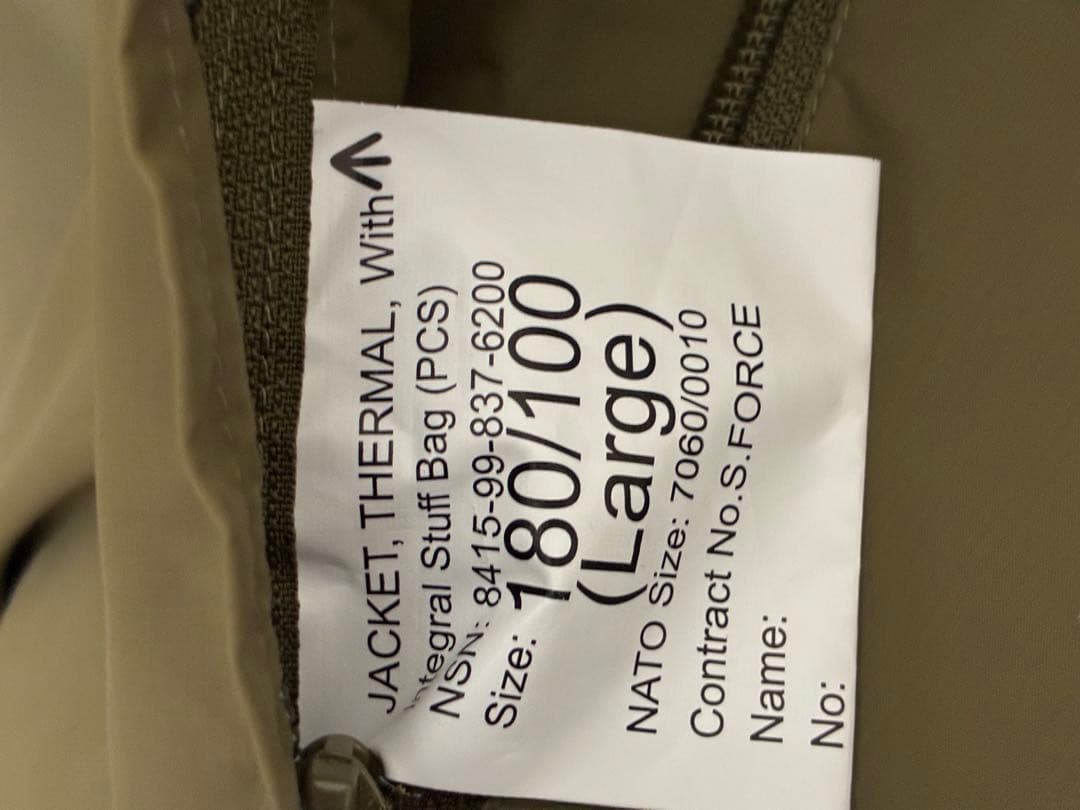 JACKET, THERMAL, With
Integral Stuff Bag (PCS)
NSN: 8415-99-837-6200
Size: 180/100
(Large)
NATO Size: 7060/0010
Contract No.S.FORCE
Name:
No: